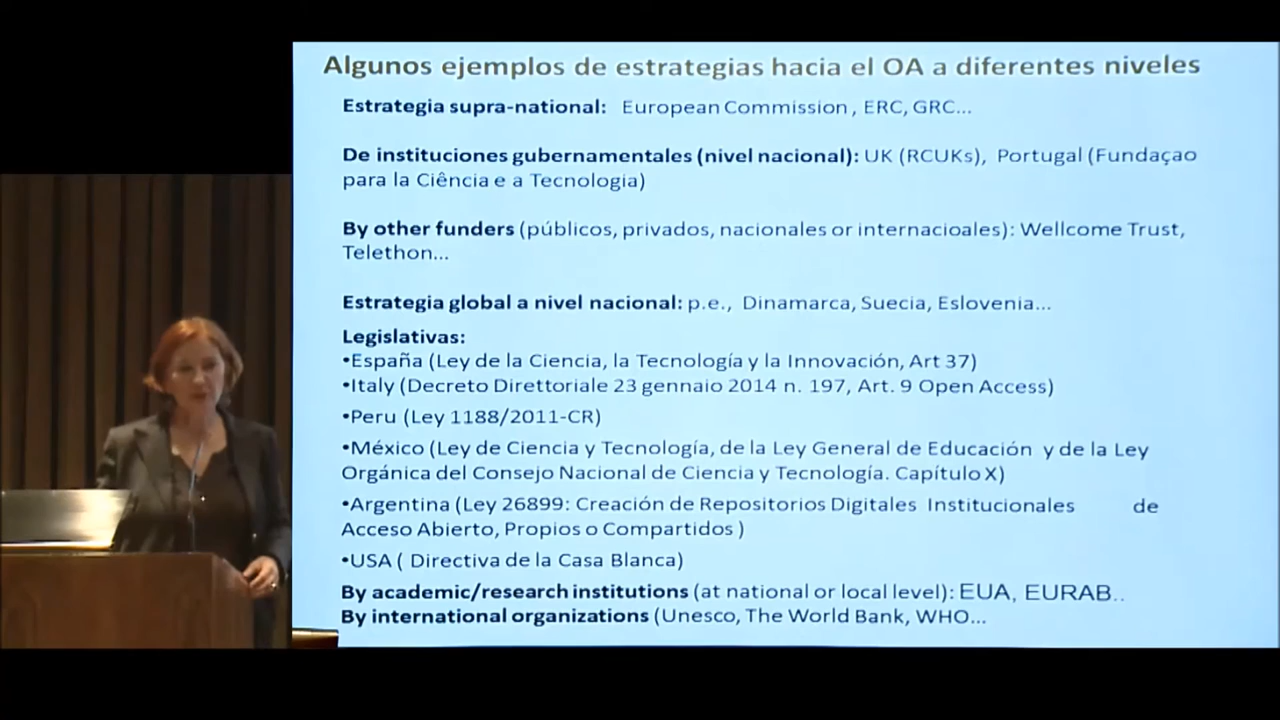 Algunos ejemplos de estrategias hacia el OA a diferentes niveles
Estrategia supra-national: European Commission , ERC, GRC...
De instituciones gubernamentales (nivel nacional): UK (RCUKs), Portugal (Fundaçao
para la Ciência e a Tecnologia)
By other funders (públicos, privados, nacionales or internacioales): Wellcome Trust,
Telethon...
Estrategia global a nivel nacional: p.e., Dinamarca, Suecia, Eslovenia...
Legislativas:
•España (Ley de la Ciencia, la Tecnología y la Innovación, Art 37)
•Italy (Decreto Direttoriale 23 gennaio 2014 n. 197, Art. 9 Open Access)
•Peru (Ley 1188/2011-CR)
•México (Ley de Ciencia y Tecnología, de la Ley General de Educación y de la Ley
Orgánica del Consejo Nacional de Ciencia y Tecnología. Capítulo X)
•Argentina (Ley 26899: Creación de Repositorios Digitales Institucionales de
Acceso Abierto, Propios o Compartidos )
•USA ( Directiva de la Casa Blanca)
By academic/research institutions (at national or local level): EUA, EURAB..
By international organizations (Unesco, The World Bank, WHO...